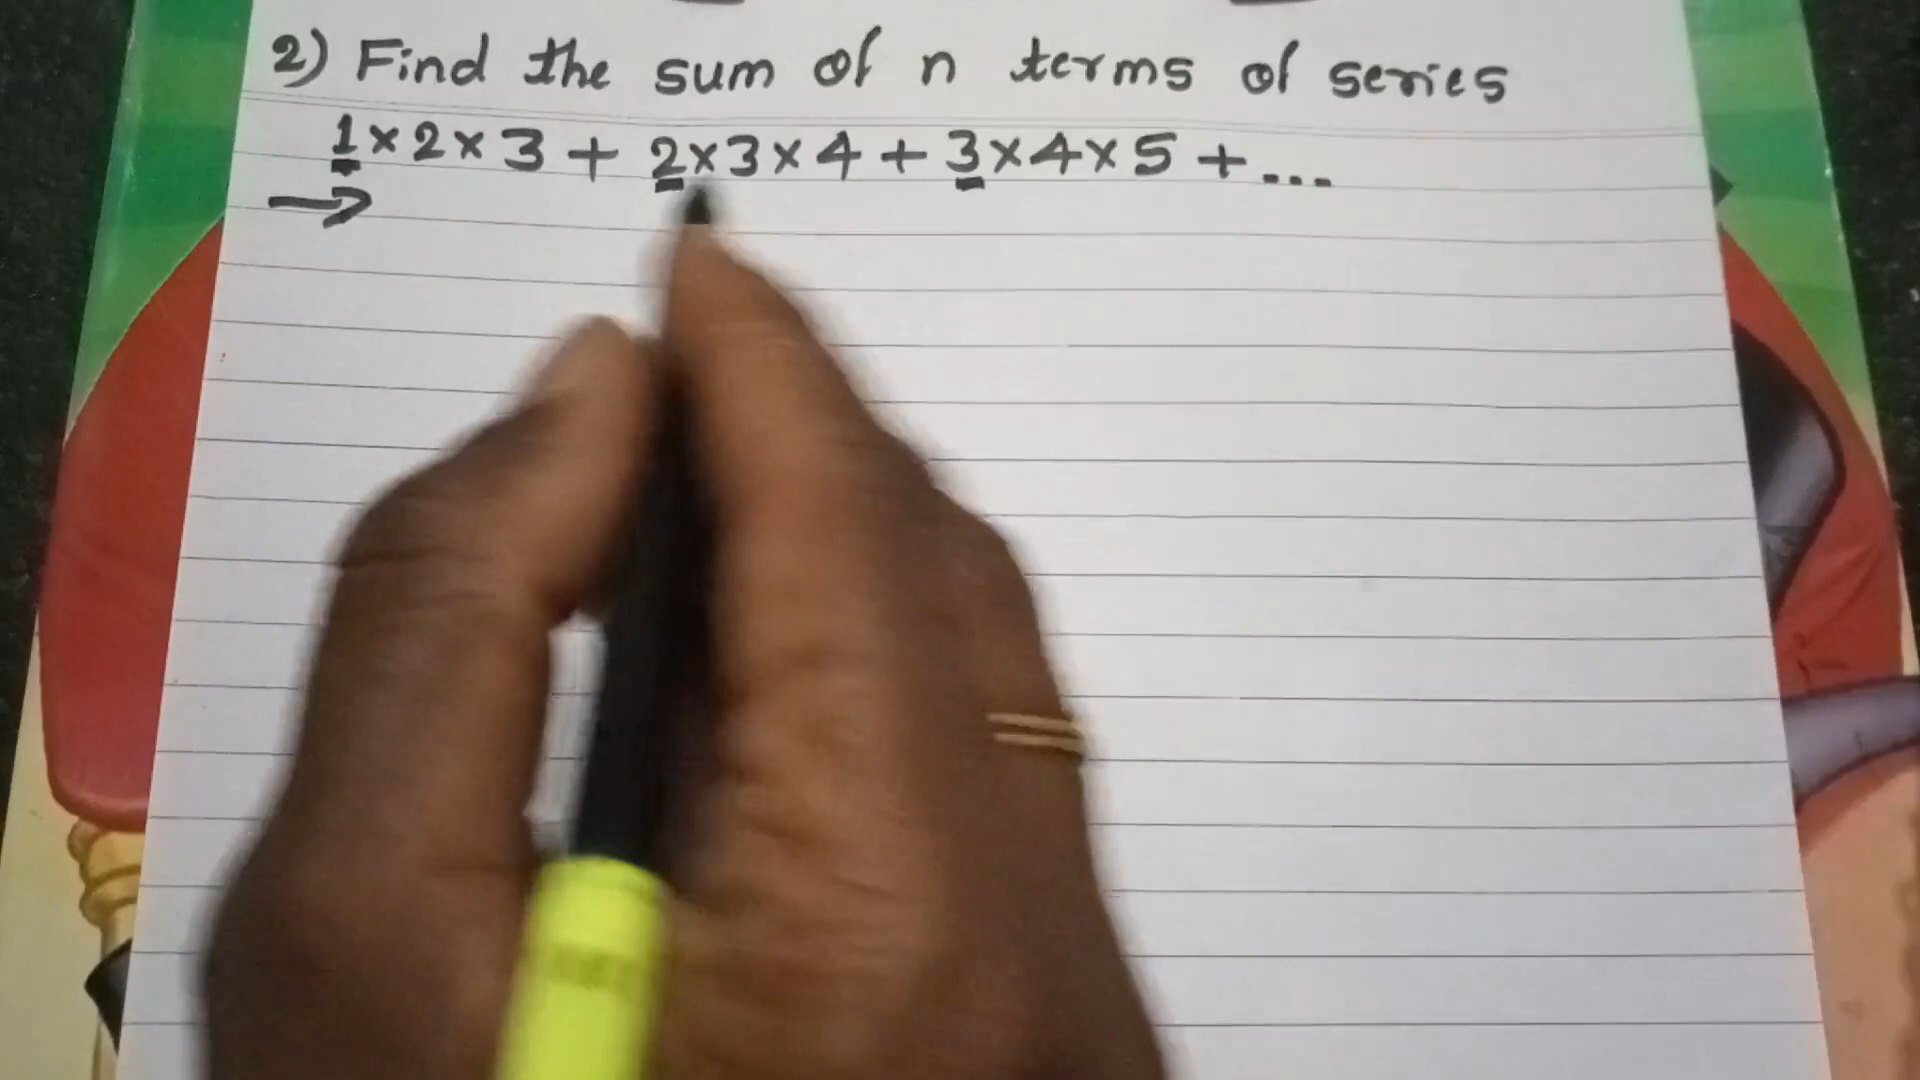 2) Find the sum of n terms of series
1×2×3 + 2×3×4 + 3×4×5 + ...
→